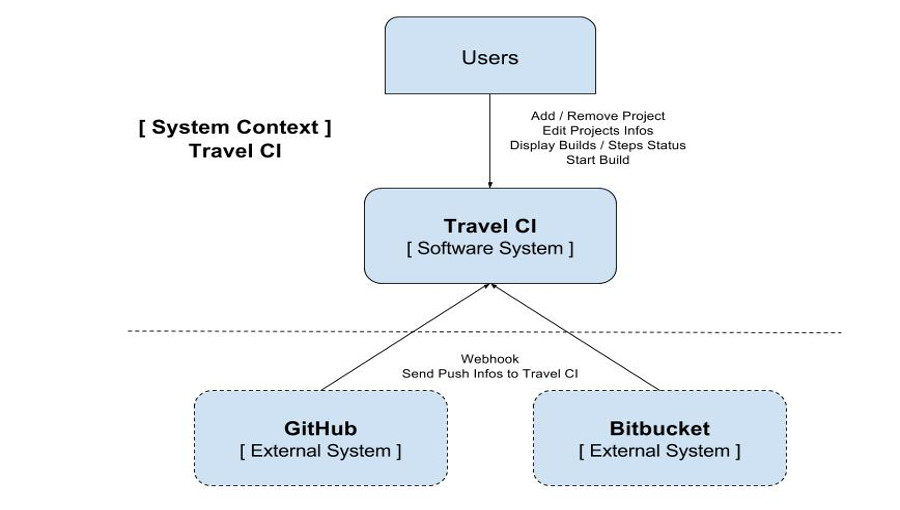 Users
[ System Context ]
Travel CI
Add / Remove Project
Edit Projects Infos
Display Builds / Steps Status
Start Build
Travel CI
[ Software System ]
Webhook
Send Push Infos to Travel CI
GitHub
[ External System ]
Bitbucket
[ External System ]